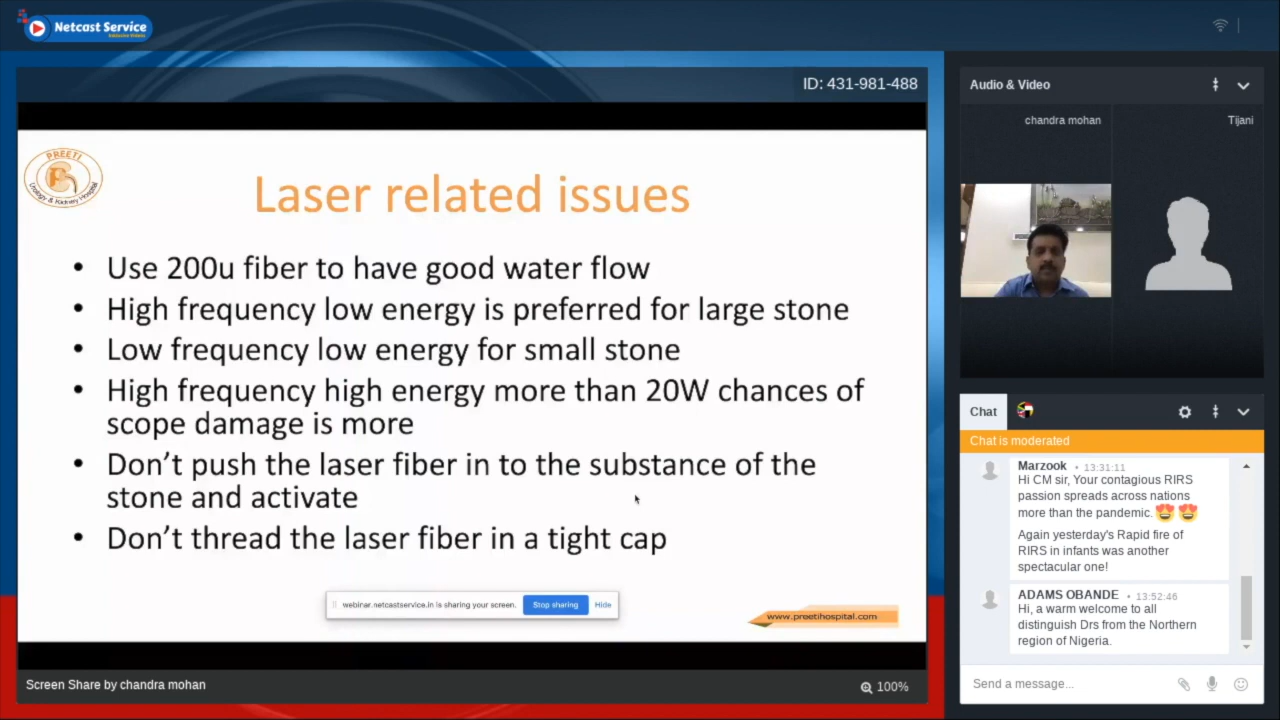 Netcast Service
ID: 431-981-488
PREETI
Urology & Kidney Hospital
Laser related issues
• Use 200u fiber to have good water flow
• High frequency low energy is preferred for large stone
• Low frequency low energy for small stone
• High frequency high energy more than 20W chances of
scope damage is more
• Don’t push the laser fiber in to the substance of the
stone and activate
• Don’t thread the laser fiber in a tight cap
webinar.netcastservice.in is sharing your screen.
Stop sharing
Hide
www.preetihospital.com
Screen Share by chandra mohan
100%
Audio & Video
chandra mohan
Tijani
Chat
Chat is moderated
Marzook • 13:31:11
Hi CM sir, Your contagious RIRS
passion spreads across nations
more than the pandemic. 😍 😍
Again yesterday's Rapid fire of
RIRS in infants was another
spectacular one!
ADAMS OBANDE • 13:52:46
Hi, a warm welcome to all
distinguish Drs from the Northern
region of Nigeria.
Send a message...